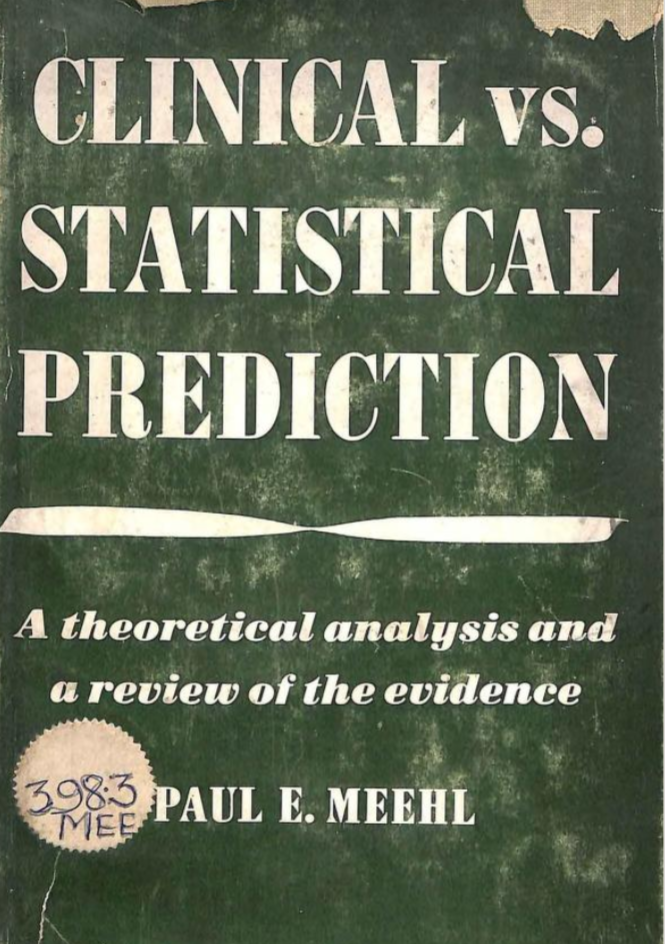 CLINICAL vs.
STATISTICAL
PREDICTION
A theoretical analysis and
a review of the evidence
398.3
MEE
PAUL E. MEEHL